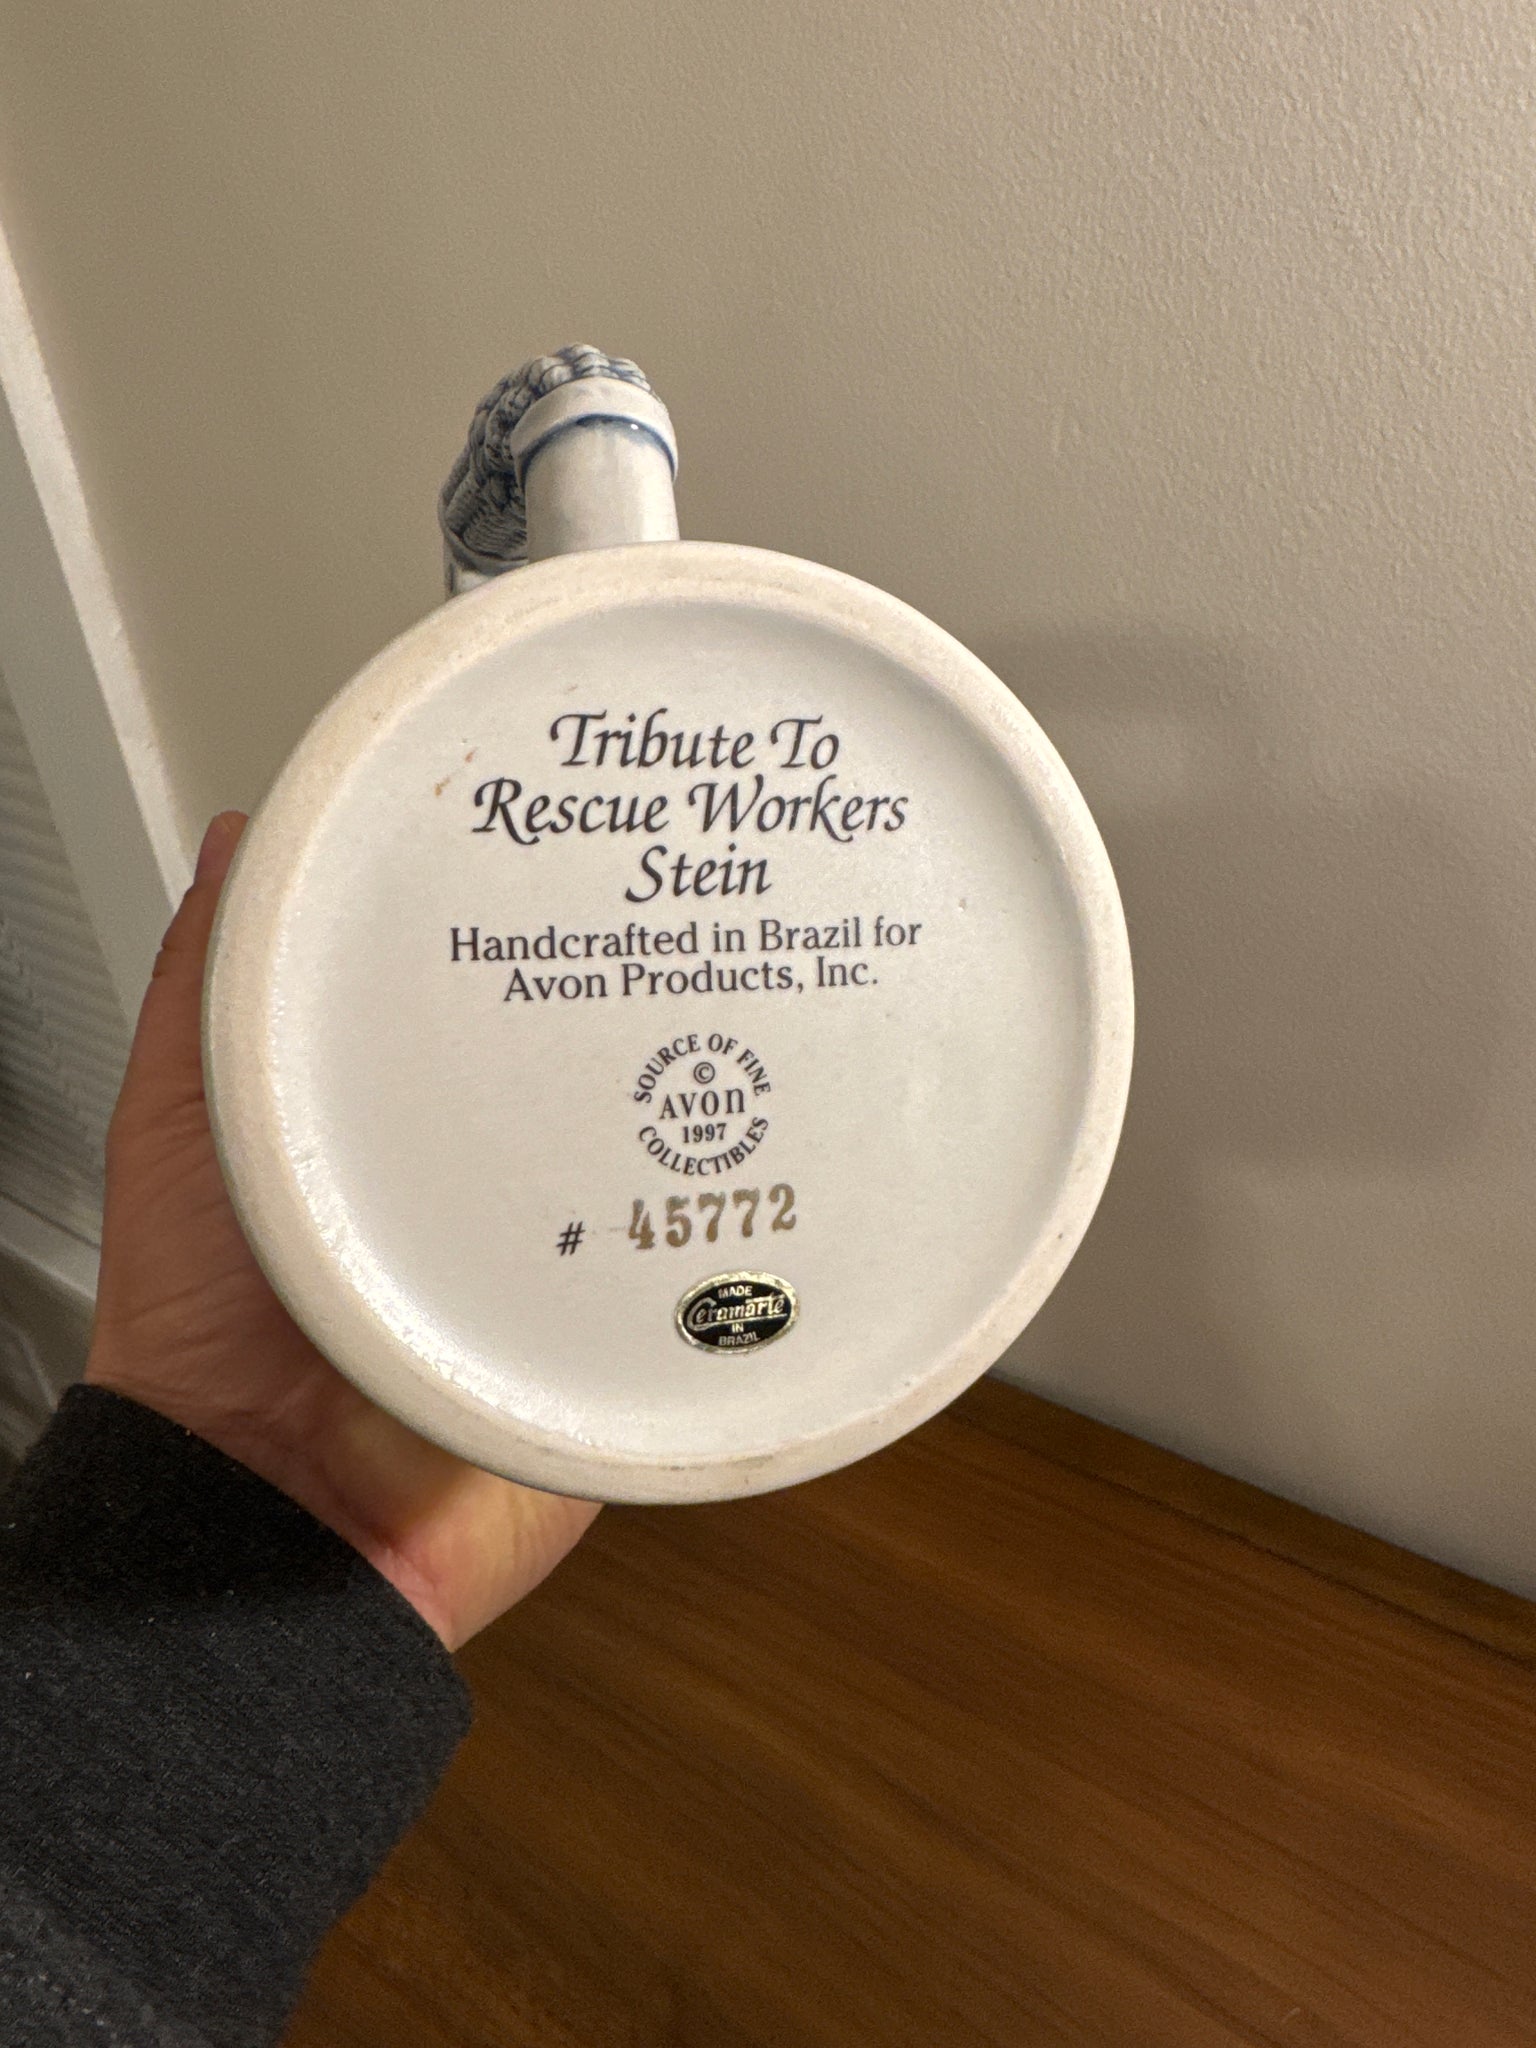 Tribute To
Rescue Workers
Stein
Handcrafted in Brazil for
Avon Products, Inc.
SOURCE OF FINE
©
AVON
1997
COLLECTIBLES
# 45772
MADE
Ceramarte
IN
BRAZIL